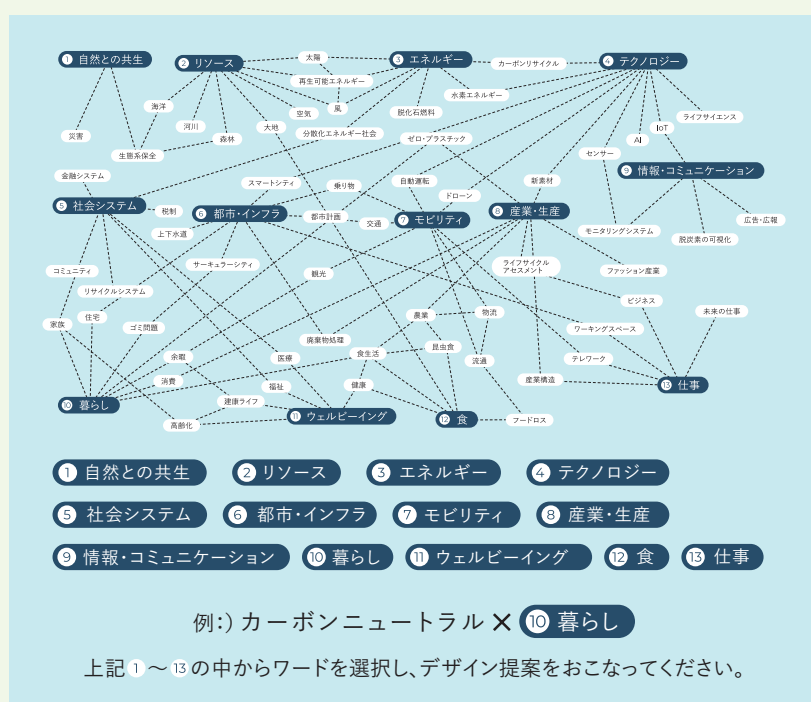 1 自然との共生
2 リソース
太陽
3 エネルギー
カーボンリサイクル
4 テクノロジー
再生可能エネルギー
水素エネルギー
海洋
風
空気
脱化石燃料
ライフサイエンス
河川
大地
分散化エネルギー社会
ゼロ・プラスチック
IoT
災害
森林
AI
生態系保全
センサー
金融システム
スマートシティ
乗り物
自動運転
新素材
9 情報・コミュニケーション
ドローン
5 社会システム
税制
6 都市・インフラ
都市計画
交通
7 モビリティ
8 産業・生産
広告・広報
上下水道
モニタリングシステム
脱炭素の可視化
コミュニティ
サーキュラーシティ
観光
ライフサイクル
アセスメント
ファッション産業
リサイクルシステム
ビジネス
家族
住宅
ゴミ問題
農業
物流
未来の仕事
廃棄物処理
ワーキングスペース
余暇
医療
食生活
昆虫食
流通
テレワーク
消費
福祉
健康
産業構造
13 仕事
10 暮らし
健康ライフ
11 ウェルビーイング
12 食
フードロス
高齢化
1 自然との共生 2 リソース 3 エネルギー 4 テクノロジー
5 社会システム 6 都市・インフラ 7 モビリティ 8 産業・生産
9 情報・コミュニケーション 10 暮らし 11 ウェルビーイング 12 食 13 仕事
例:）カーボンニュートラル × 10 暮らし
上記1～13の中からワードを選択し、デザイン提案をおこなってください。